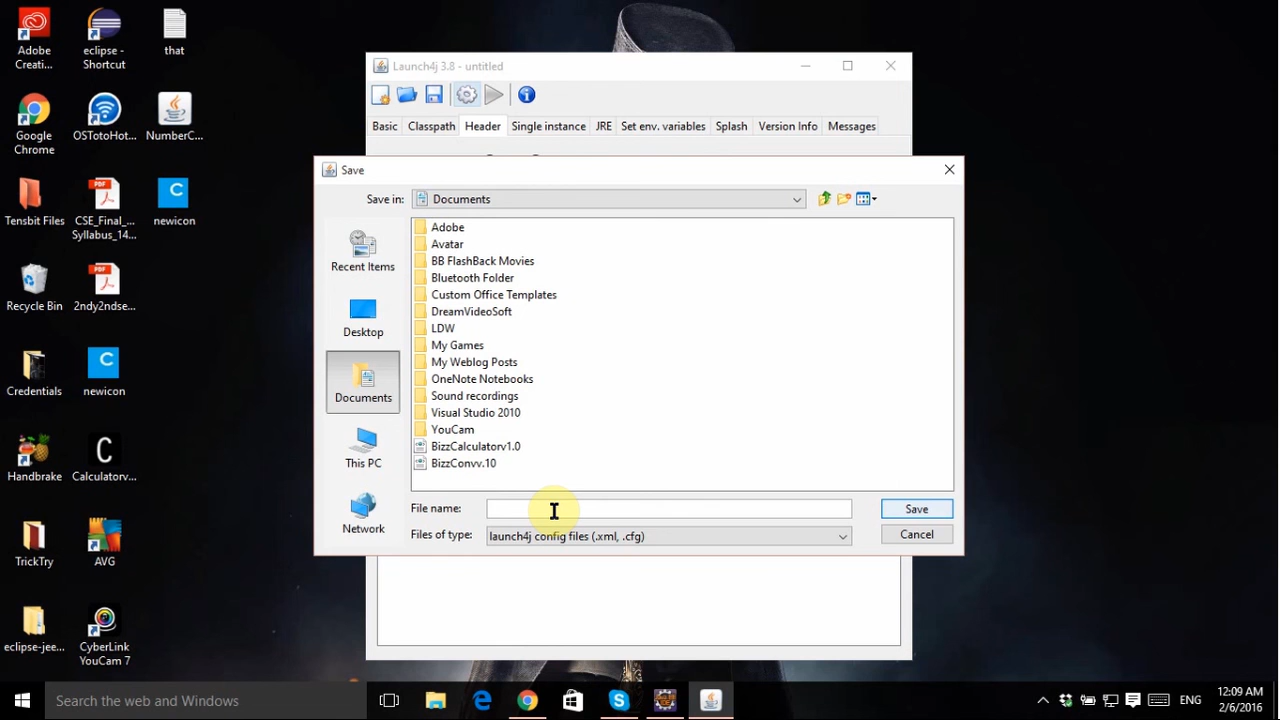 Adobe
Creati...
eclipse -
Shortcut
that
Google
Chrome
OSTotoHot...
NumberC...
Tensbit Files
CSE_Final_...
Syllabus_14...
newicon
Recycle Bin
2ndy2ndse...
Credentials
newicon
Handbrake
Calculatorv...
TrickTry
AVG
eclipse-jee...
CyberLink
YouCam 7
Launch4j 3.8 - untitled
Basic
Classpath
Header
Single instance
JRE
Set env. variables
Splash
Version Info
Messages
Save
Save in:
Documents
Recent Items
Desktop
Documents
This PC
Network
Adobe
Avatar
BB FlashBack Movies
Bluetooth Folder
Custom Office Templates
DreamVideoSoft
LDW
My Games
My Weblog Posts
OneNote Notebooks
Sound recordings
Visual Studio 2010
YouCam
BizzCalculatorv1.0
BizzConvv.10
File name:
Save
Files of type:
launch4j config files (.xml, .cfg)
Cancel
Search the web and Windows
ENG
12:09 AM
2/6/2016